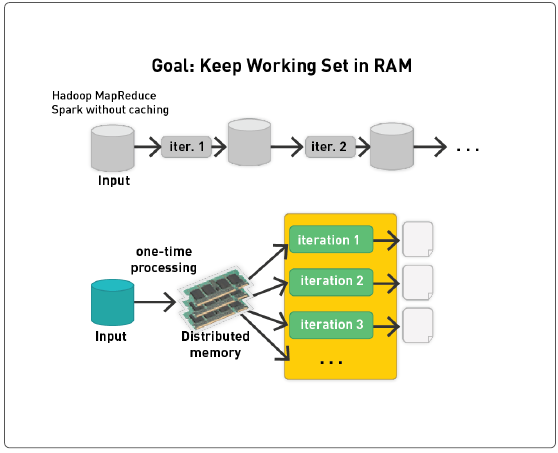 Goal: Keep Working Set in RAM
Hadoop MapReduce
Spark without caching
iter. 1
iter. 2
...
Input
one-time
processing
iteration 1
iteration 2
iteration 3
...
Input
Distributed
memory